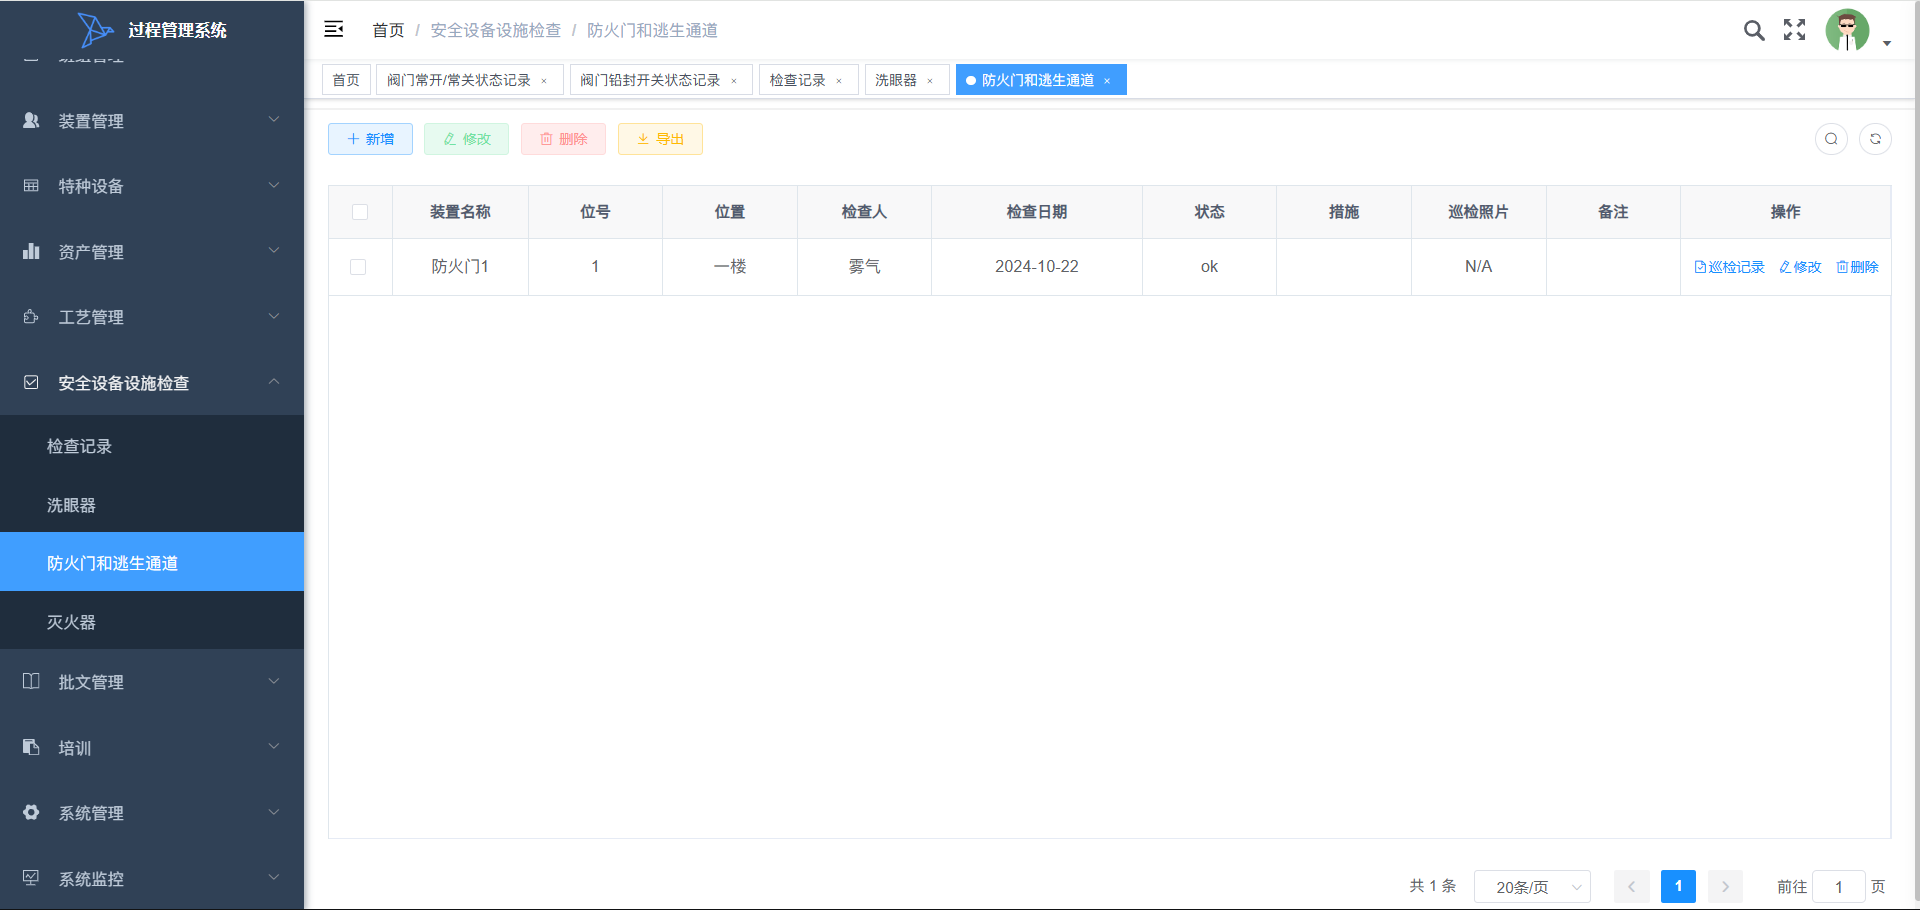 过程管理系统
装置管理
特种设备
资产管理
工艺管理
安全设备设施检查
检查记录
洗眼器
防火门和逃生通道
灭火器
批文管理
培训
系统管理
系统监控
首页 / 安全设备设施检查 / 防火门和逃生通道
首页 阀门常开/常关状态记录 × 阀门铅封开关状态记录 × 检查记录 × 洗眼器 × 防火门和逃生通道 ×
新增 修改 删除 导出
装置名称 位号 位置 检查人 检查日期 状态 措施 巡检照片 备注 操作
防火门1 1 一楼 雾气 2024-10-22 ok N/A 巡检记录 修改 删除
共 1 条 20条/页 1 前往 1 页